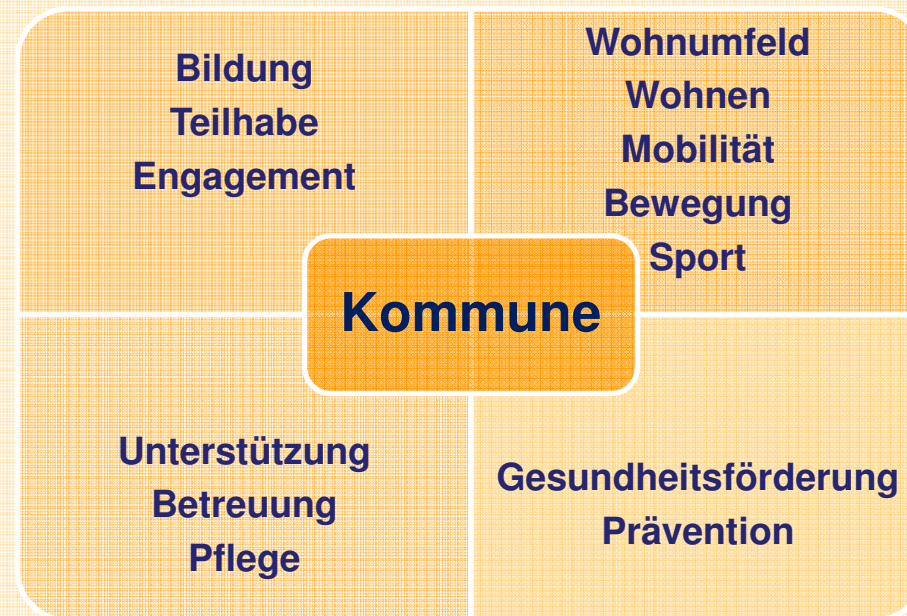 Bildung
Teilhabe
Engagement
Wohnumfeld
Wohnen
Mobilität
Bewegung
Sport
Kommune
Unterstützung
Betreuung
Pflege
Gesundheitsförderung
Prävention